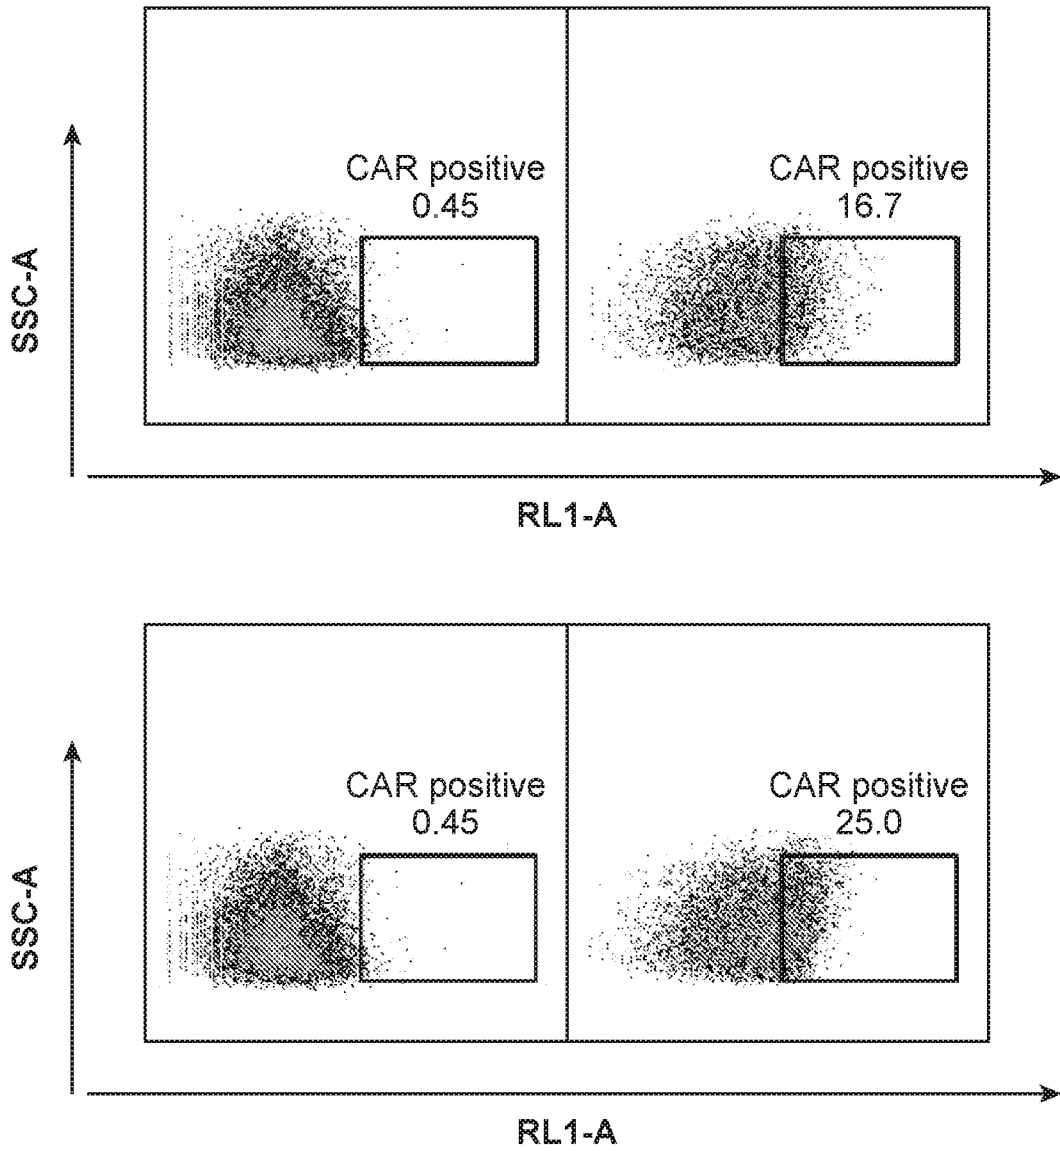 CAR positive
0.45
CAR positive
16.7
SSC-A
RL1-A
CAR positive
0.45
CAR positive
25.0
SSC-A
RL1-A